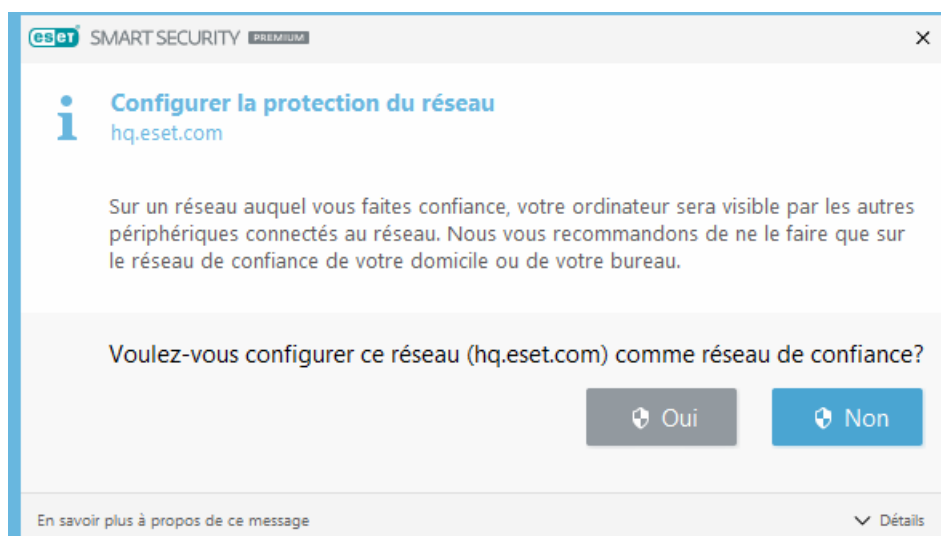 eset SMART SECURITY PREMIUM
Configurer la protection du réseau
hq.eset.com
Sur un réseau auquel vous faites confiance, votre ordinateur sera visible par les autres
périphériques connectés au réseau. Nous vous recommandons de ne le faire que sur
le réseau de confiance de votre domicile ou de votre bureau.
Voulez-vous configurer ce réseau (hq.eset.com) comme réseau de confiance?
Oui
Non
En savoir plus à propos de ce message
Détails